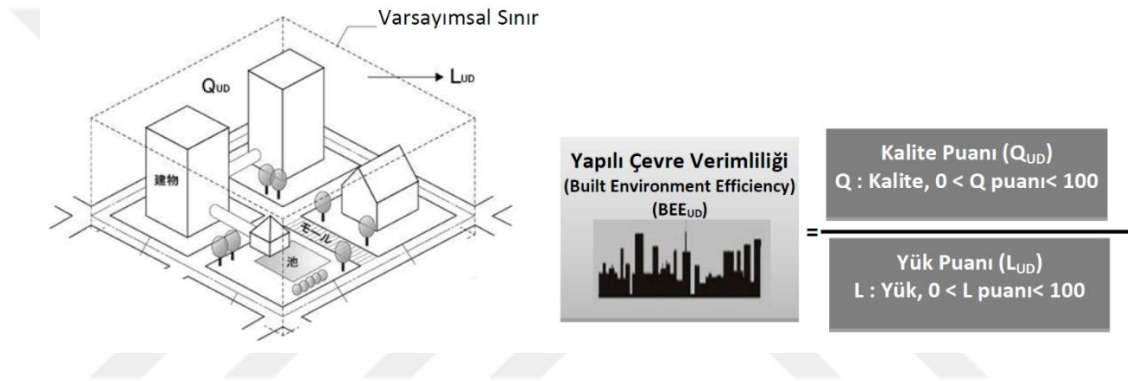 Varsayımsal Sınır
QUD
LUD
建物
モール
池
Yapılı Çevre Verimliliği
(Built Environment Efficiency)
(BEEUD)
=
Kalite Puanı (QUD)
Q : Kalite, 0 < Q puanı< 100
Yük Puanı (LUD)
L : Yük, 0 < L puanı< 100